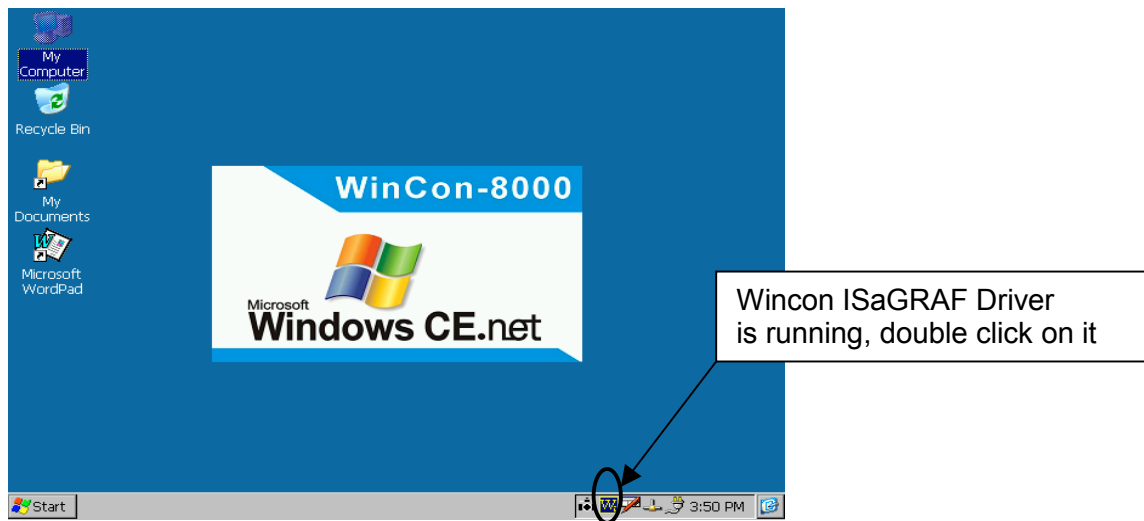 My
Computer
Recycle Bin
My
Documents
Microsoft
WordPad
WinCon-8000
Microsoft
Windows CE.net
Wincon ISaGRAF Driver
is running, double click on it
Start
W
3:50 PM